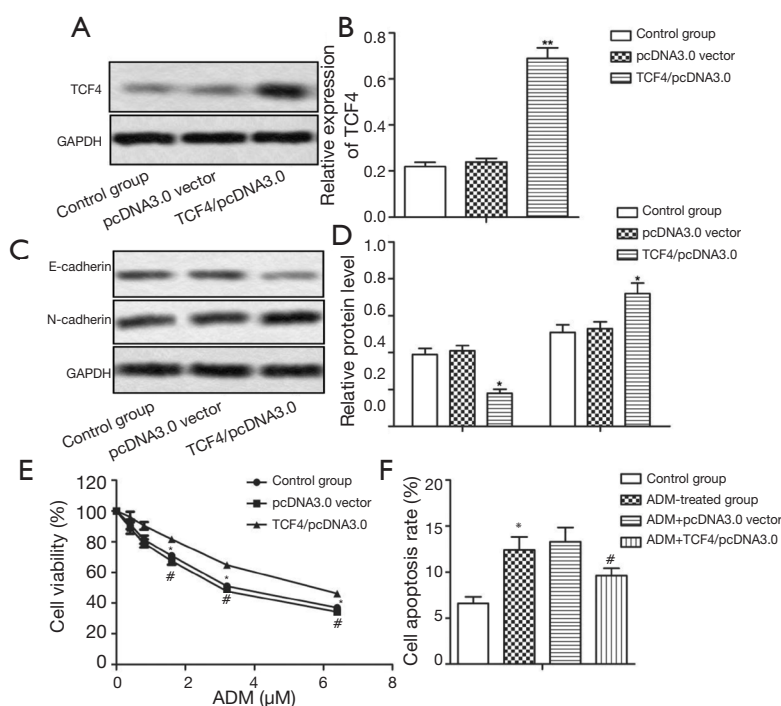 A
TCF4
GAPDH
Control group
pcDNA3.0 vector
TCF4/pcDNA3.0
B
Relative expression
of TCF4
0.8
0.6
0.4
0.2
0.0
**
Control group
pcDNA3.0 vector
TCF4/pcDNA3.0
C
E-cadherin
N-cadherin
GAPDH
Control group
pcDNA3.0 vector
TCF4/pcDNA3.0
D
Relative protein level
1.0
0.8
0.6
0.4
0.2
0.0
*
*
Control group
pcDNA3.0 vector
TCF4/pcDNA3.0
E
Cell viability (%)
120
100
80
60
40
20
0
0 2 4 6 8
ADM (μM)
* * *
# # #
Control group
pcDNA3.0 vector
TCF4/pcDNA3.0
F
Cell apoptosis rate (%)
20
15
10
5
0
*
#
Control group
ADM-treated group
ADM+pcDNA3.0 vector
ADM+TCF4/pcDNA3.0